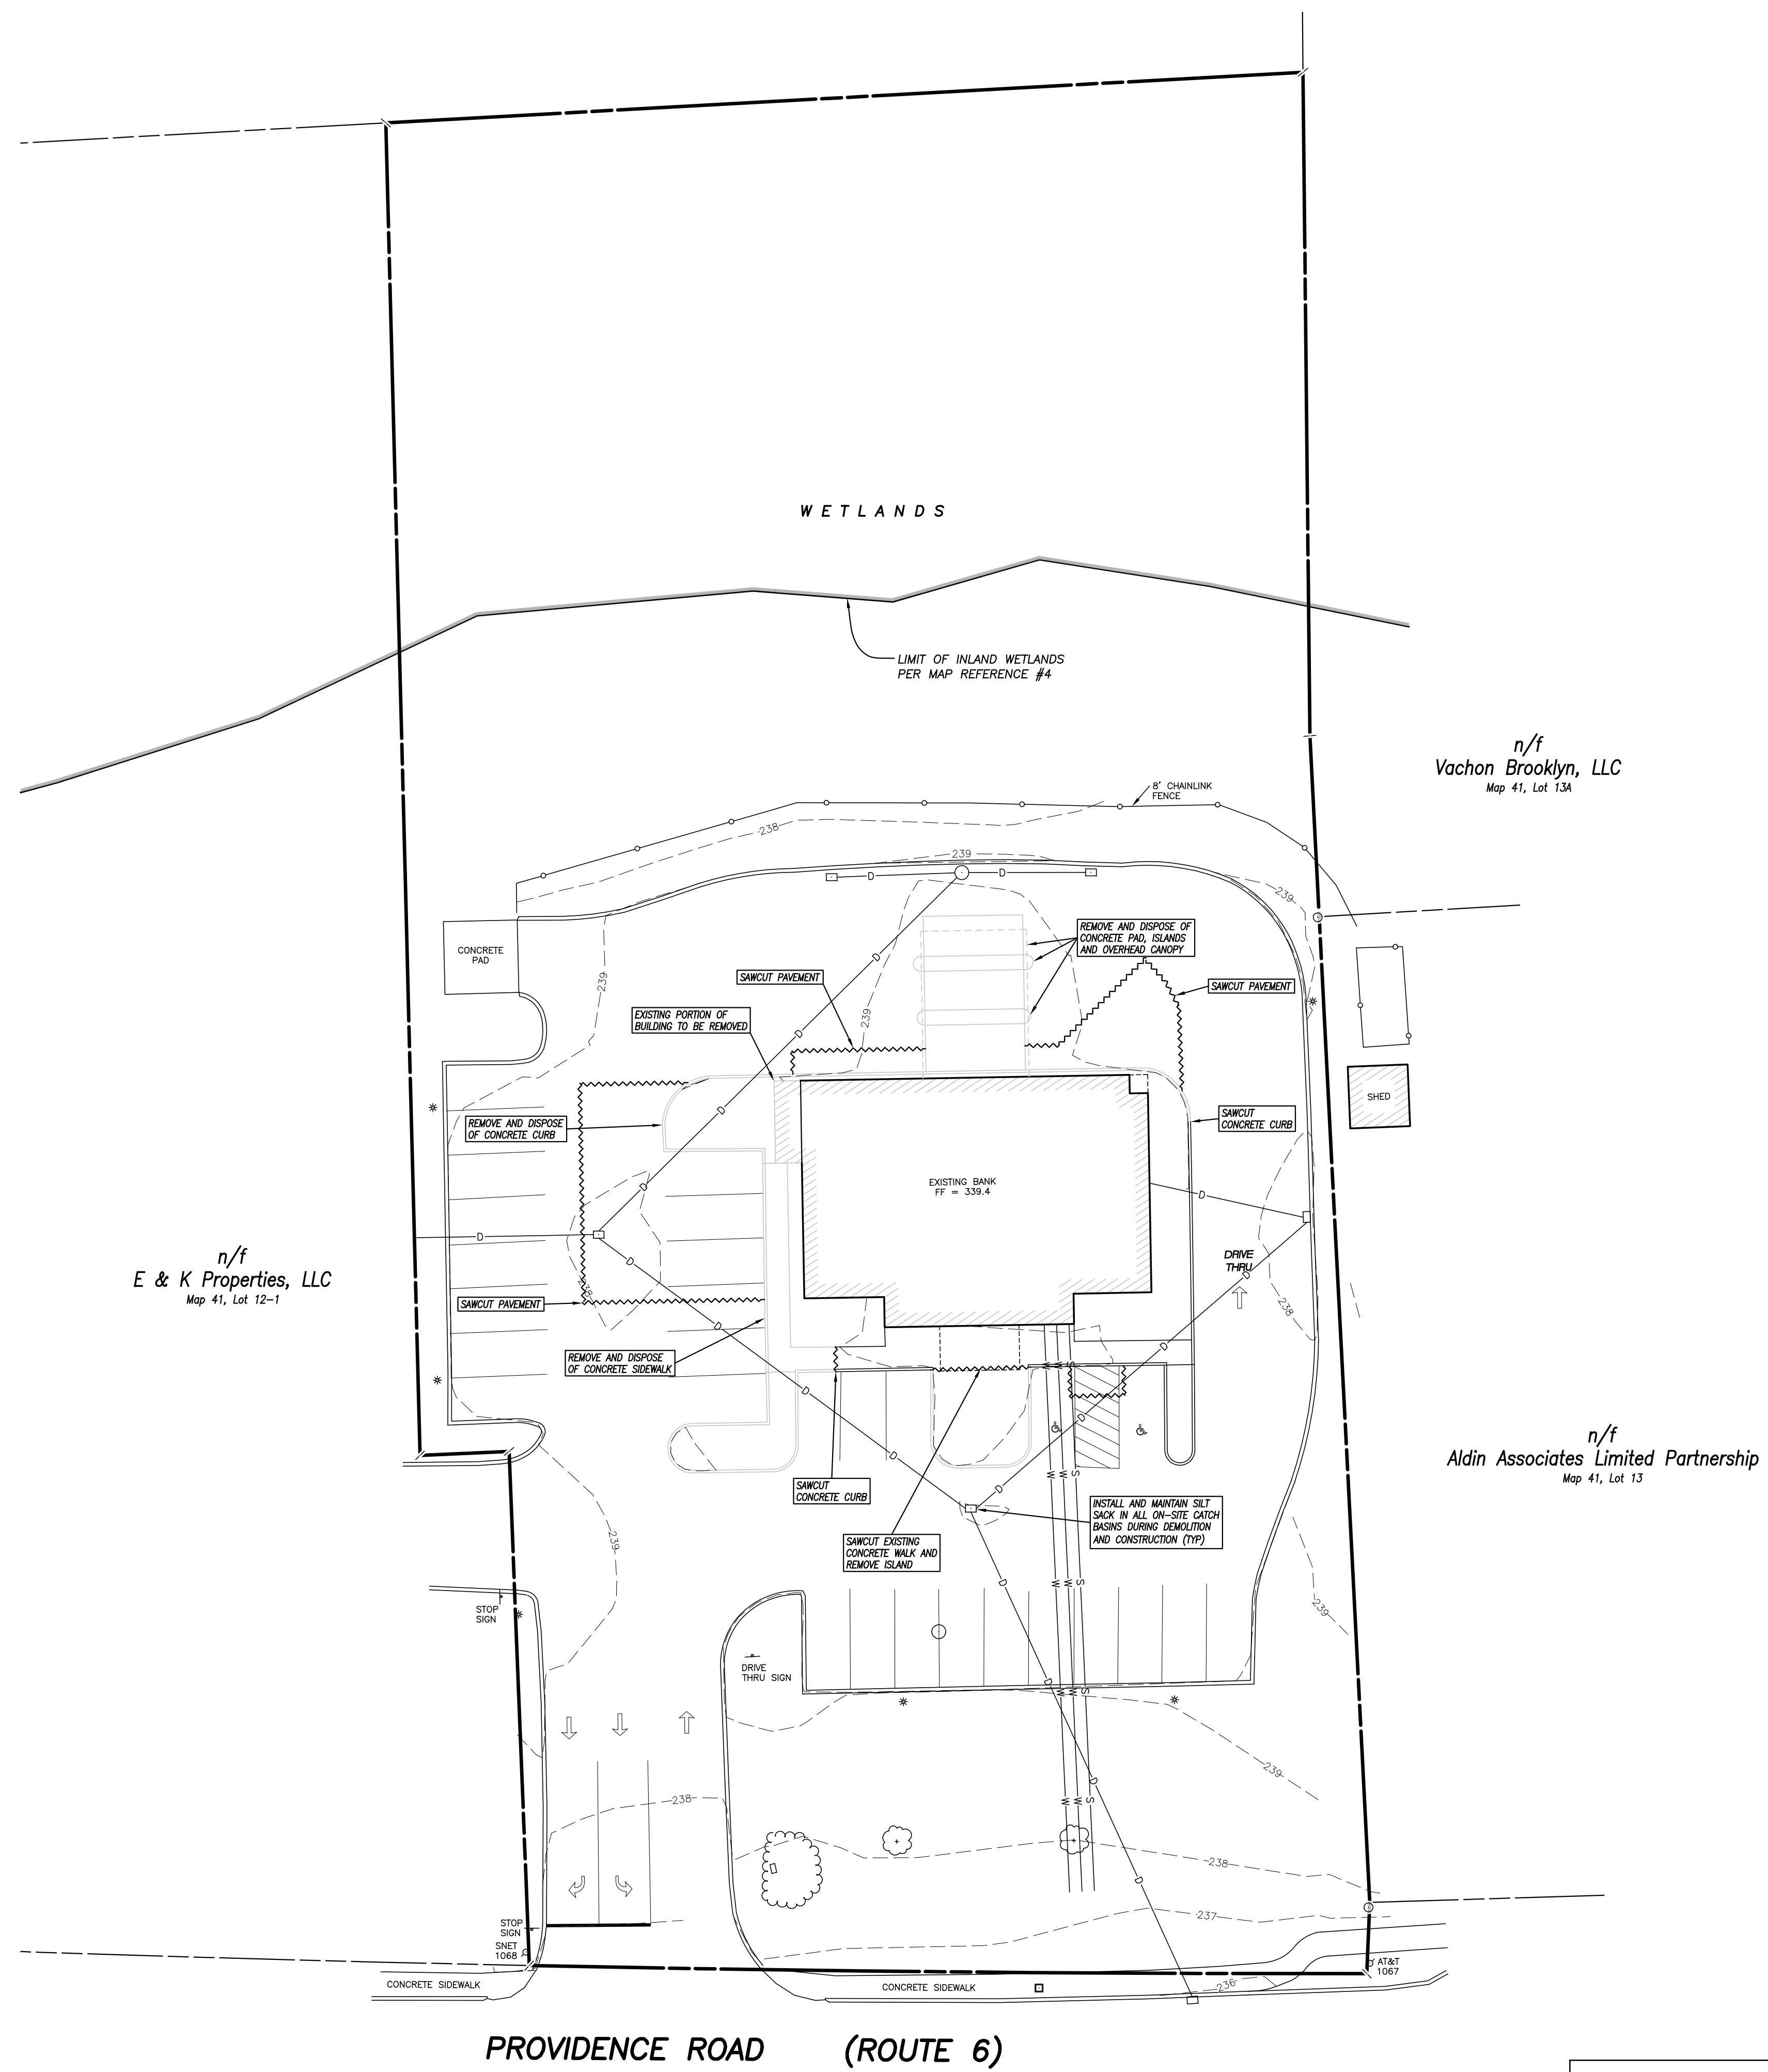 WETLANDS
LIMIT OF INLAND WETLANDS
PER MAP REFERENCE #4
n/f
Vachon Brooklyn, LLC
Map 41, Lot 13A
8' CHAINLINK
FENCE
238
239
239
D
D
CONCRETE
PAD
REMOVE AND DISPOSE OF
CONCRETE PAD, ISLANDS
AND OVERHEAD CANOPY
D
SAWCUT PAVEMENT
SAWCUT PAVEMENT
239
239
EXISTING PORTION OF
BUILDING TO BE REMOVED
D
SHED
REMOVE AND DISPOSE
OF CONCRETE CURB
D
SAWCUT
CONCRETE CURB
EXISTING BANK
FF = 339.4
D
D
D
n/f
E & K Properties, LLC
Map 41, Lot 12-1
D
DRIVE
THRU
D
238
238
SAWCUT PAVEMENT
D
D
REMOVE AND DISPOSE
OF CONCRETE SIDEWALK
W W S
D
D
D
n/f
Aldin Associates Limited Partnership
Map 41, Lot 13
W W S
D
SAWCUT
CONCRETE CURB
INSTALL AND MAINTAIN SILT
SACK IN ALL ON-SITE CATCH
BASINS DURING DEMOLITION
AND CONSTRUCTION (TYP)
SAWCUT EXISTING
CONCRETE WALK AND
REMOVE ISLAND
239
D
W W S
239
STOP
SIGN
DRIVE
THRU SIGN
D
W W S
239
D
W W S
238
238
D
237
STOP
SIGN
SNET
1068
AT&T
1067
236
CONCRETE SIDEWALK
CONCRETE SIDEWALK
PROVIDENCE ROAD (ROUTE 6)